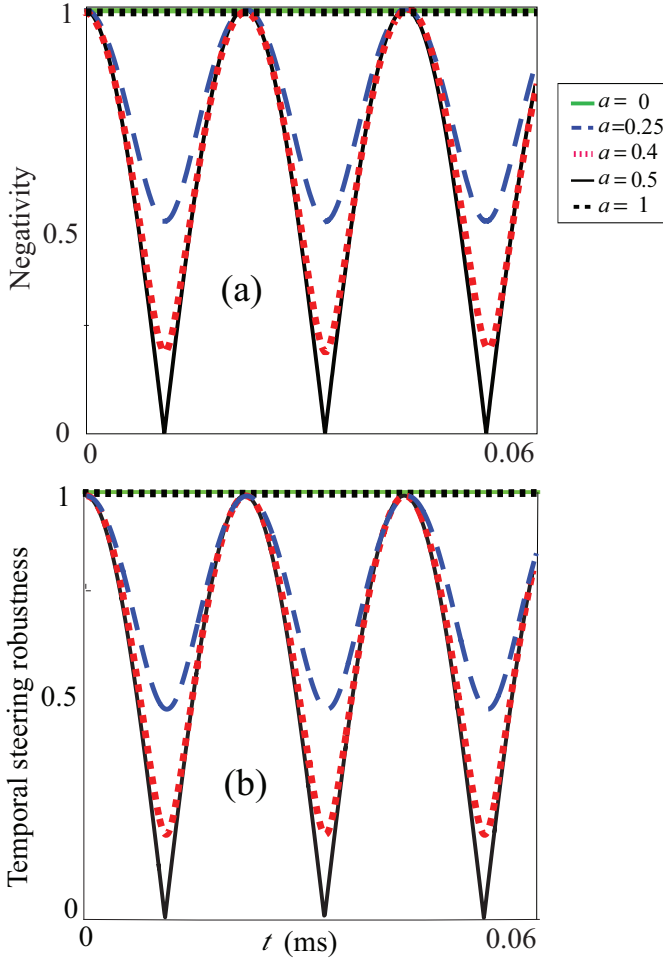 1
Negativity
0.5
(a)
0
0
0.06
a = 0
a=0.25
a = 0.4
a = 0.5
a = 1
1
Temporal steering robustness
0.5
(b)
0
0
t (ms)
0.06